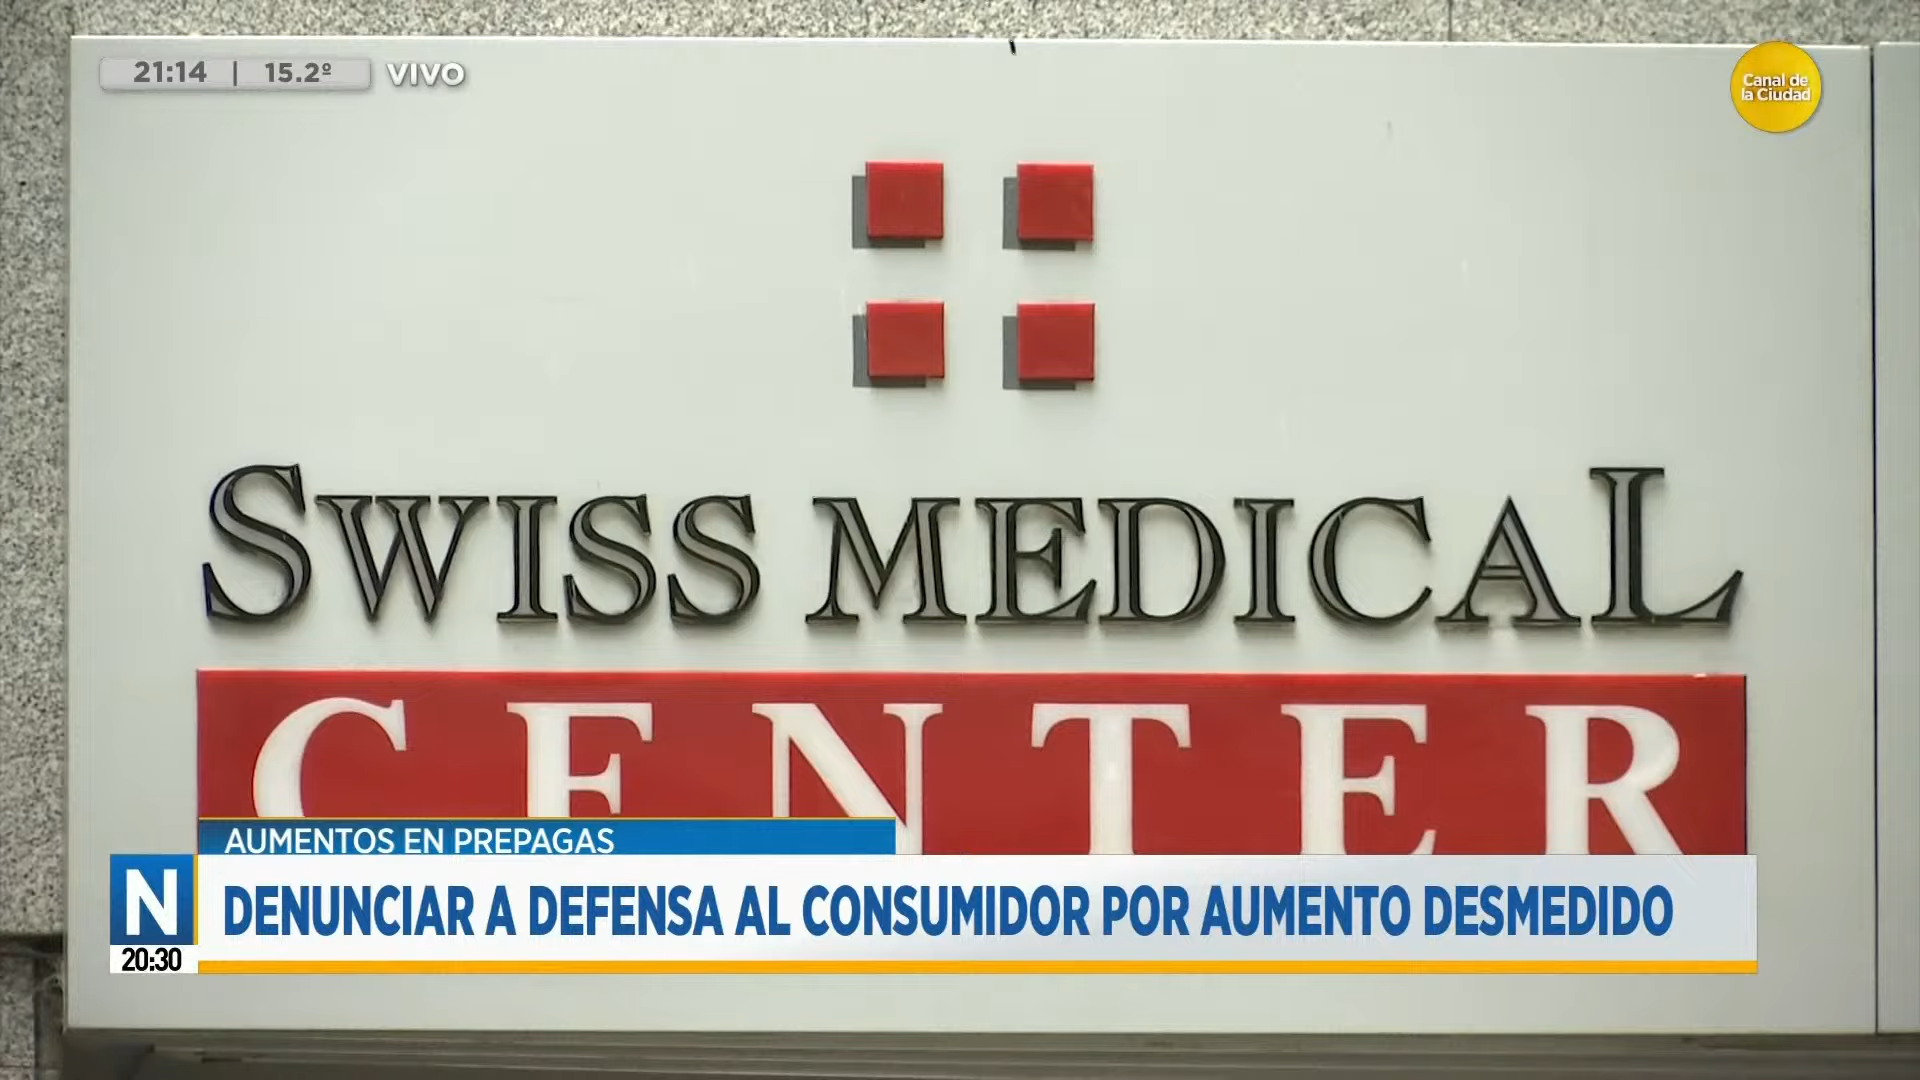 21:14 | 15.2º VIVO
Canal de
la Ciudad
SWISS MEDICAL
CENTER
AUMENTOS EN PREPAGAS
N DENUNCIAR A DEFENSA AL CONSUMIDOR POR AUMENTO DESMEDIDO
20:30